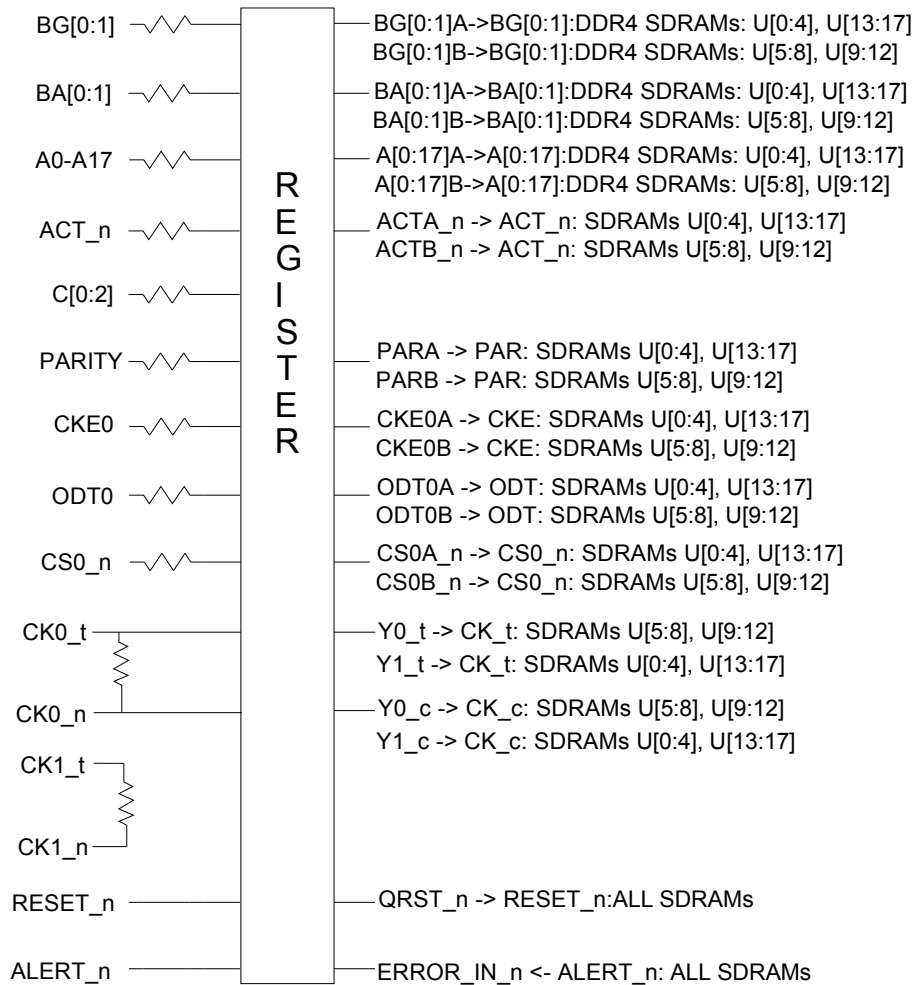 BG[0:1]
BG[0:1]A->BG[0:1]:DDR4 SDRAMs: U[0:4], U[13:17]
BG[0:1]B->BG[0:1]:DDR4 SDRAMs: U[5:8], U[9:12]
BA[0:1]
BA[0:1]A->BA[0:1]:DDR4 SDRAMs: U[0:4], U[13:17]
BA[0:1]B->BA[0:1]:DDR4 SDRAMs: U[5:8], U[9:12]
A0-A17
A[0:17]A->A[0:17]:DDR4 SDRAMs: U[0:4], U[13:17]
A[0:17]B->A[0:17]:DDR4 SDRAMs: U[5:8], U[9:12]
REGISTER
ACT_n
ACTA_n -> ACT_n: SDRAMs U[0:4], U[13:17]
ACTB_n -> ACT_n: SDRAMs U[5:8], U[9:12]
C[0:2]
PARITY
PARA -> PAR: SDRAMs U[0:4], U[13:17]
PARB -> PAR: SDRAMs U[5:8], U[9:12]
CKE0
CKE0A -> CKE: SDRAMs U[0:4], U[13:17]
CKE0B -> CKE: SDRAMs U[5:8], U[9:12]
ODT0
ODT0A -> ODT: SDRAMs U[0:4], U[13:17]
ODT0B -> ODT: SDRAMs U[5:8], U[9:12]
CS0_n
CS0A_n -> CS0_n: SDRAMs U[0:4], U[13:17]
CS0B_n -> CS0_n: SDRAMs U[5:8], U[9:12]
CK0_t
Y0_t -> CK_t: SDRAMs U[5:8], U[9:12]
Y1_t -> CK_t: SDRAMs U[0:4], U[13:17]
CK0_n
Y0_c -> CK_c: SDRAMs U[5:8], U[9:12]
Y1_c -> CK_c: SDRAMs U[0:4], U[13:17]
CK1_t
CK1_n
RESET_n
QRST_n -> RESET_n:ALL SDRAMs
ALERT_n
ERROR_IN_n <- ALERT_n: ALL SDRAMs